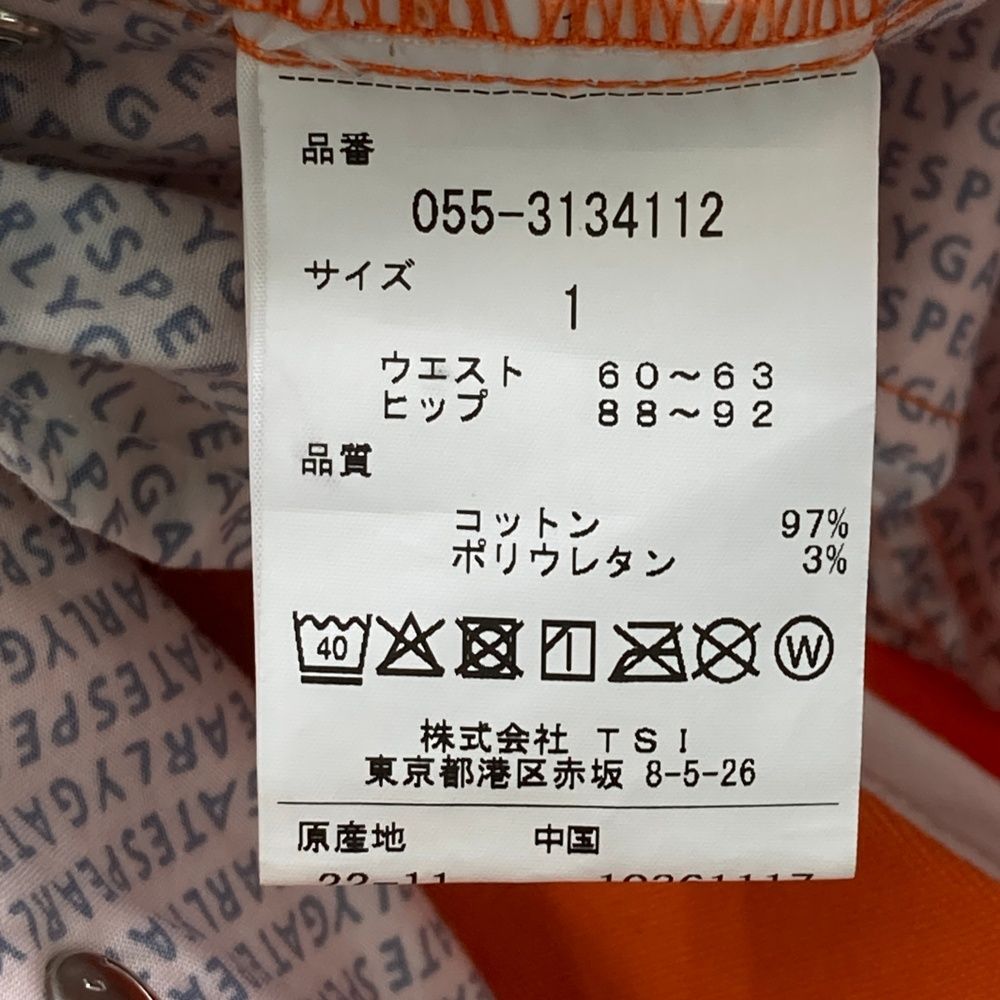 品番
055-3134112
サイズ
1
ウエスト 60〜63
ヒップ 88〜92
品質
コットン 97%
ポリウレタン 3%
40
W
株式会社 TSI
東京都港区赤坂 8-5-26
原産地 中国
PEARLY GATES